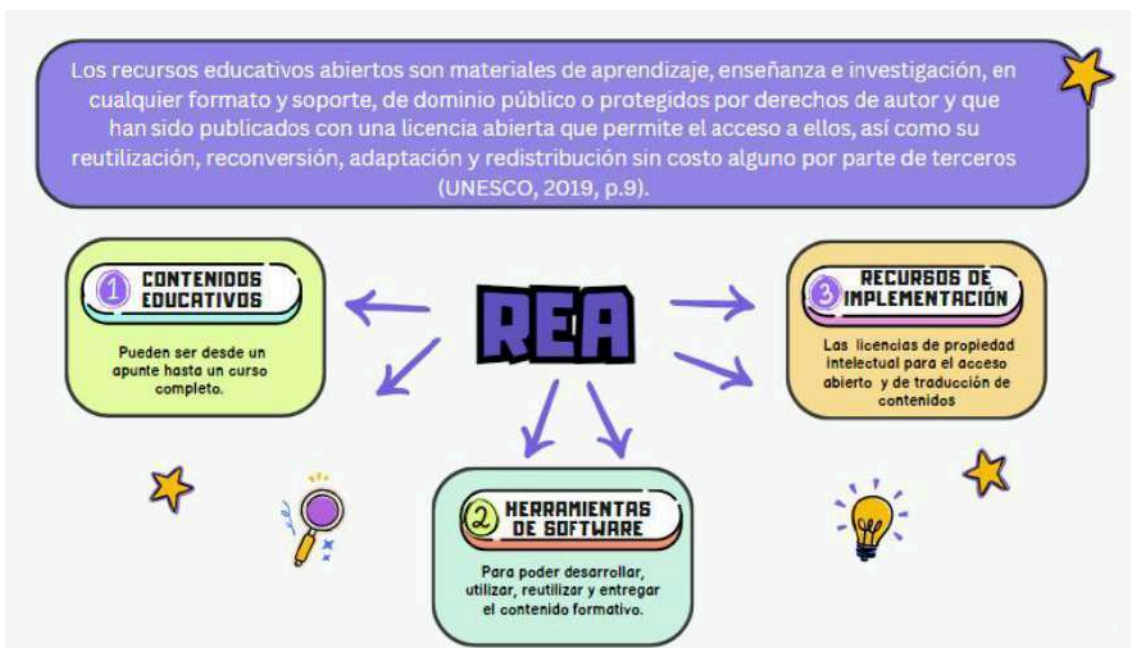 Los recursos educativos abiertos son materiales de aprendizaje, enseñanza e investigación, en
cualquier formato y soporte, de dominio público o protegidos por derechos de autor y que
han sido publicados con una licencia abierta que permite el acceso a ellos, así como su
reutilización, reconversión, adaptación y redistribución sin costo alguno por parte de terceros
(UNESCO, 2019, p.9).
REA
1
CONTENIDOS
EDUCATIVOS
Pueden ser desde un
apunte hasta un curso
completo.
2
HERRAMIENTAS
DE SOFTWARE
Para poder desarrollar,
utilizar, reutilizar y entregar
el contenido formativo.
3
RECURSOS DE
IMPLEMENTACIÓN
Las licencias de propiedad
intelectual para el acceso
abierto y de traducción de
contenidos